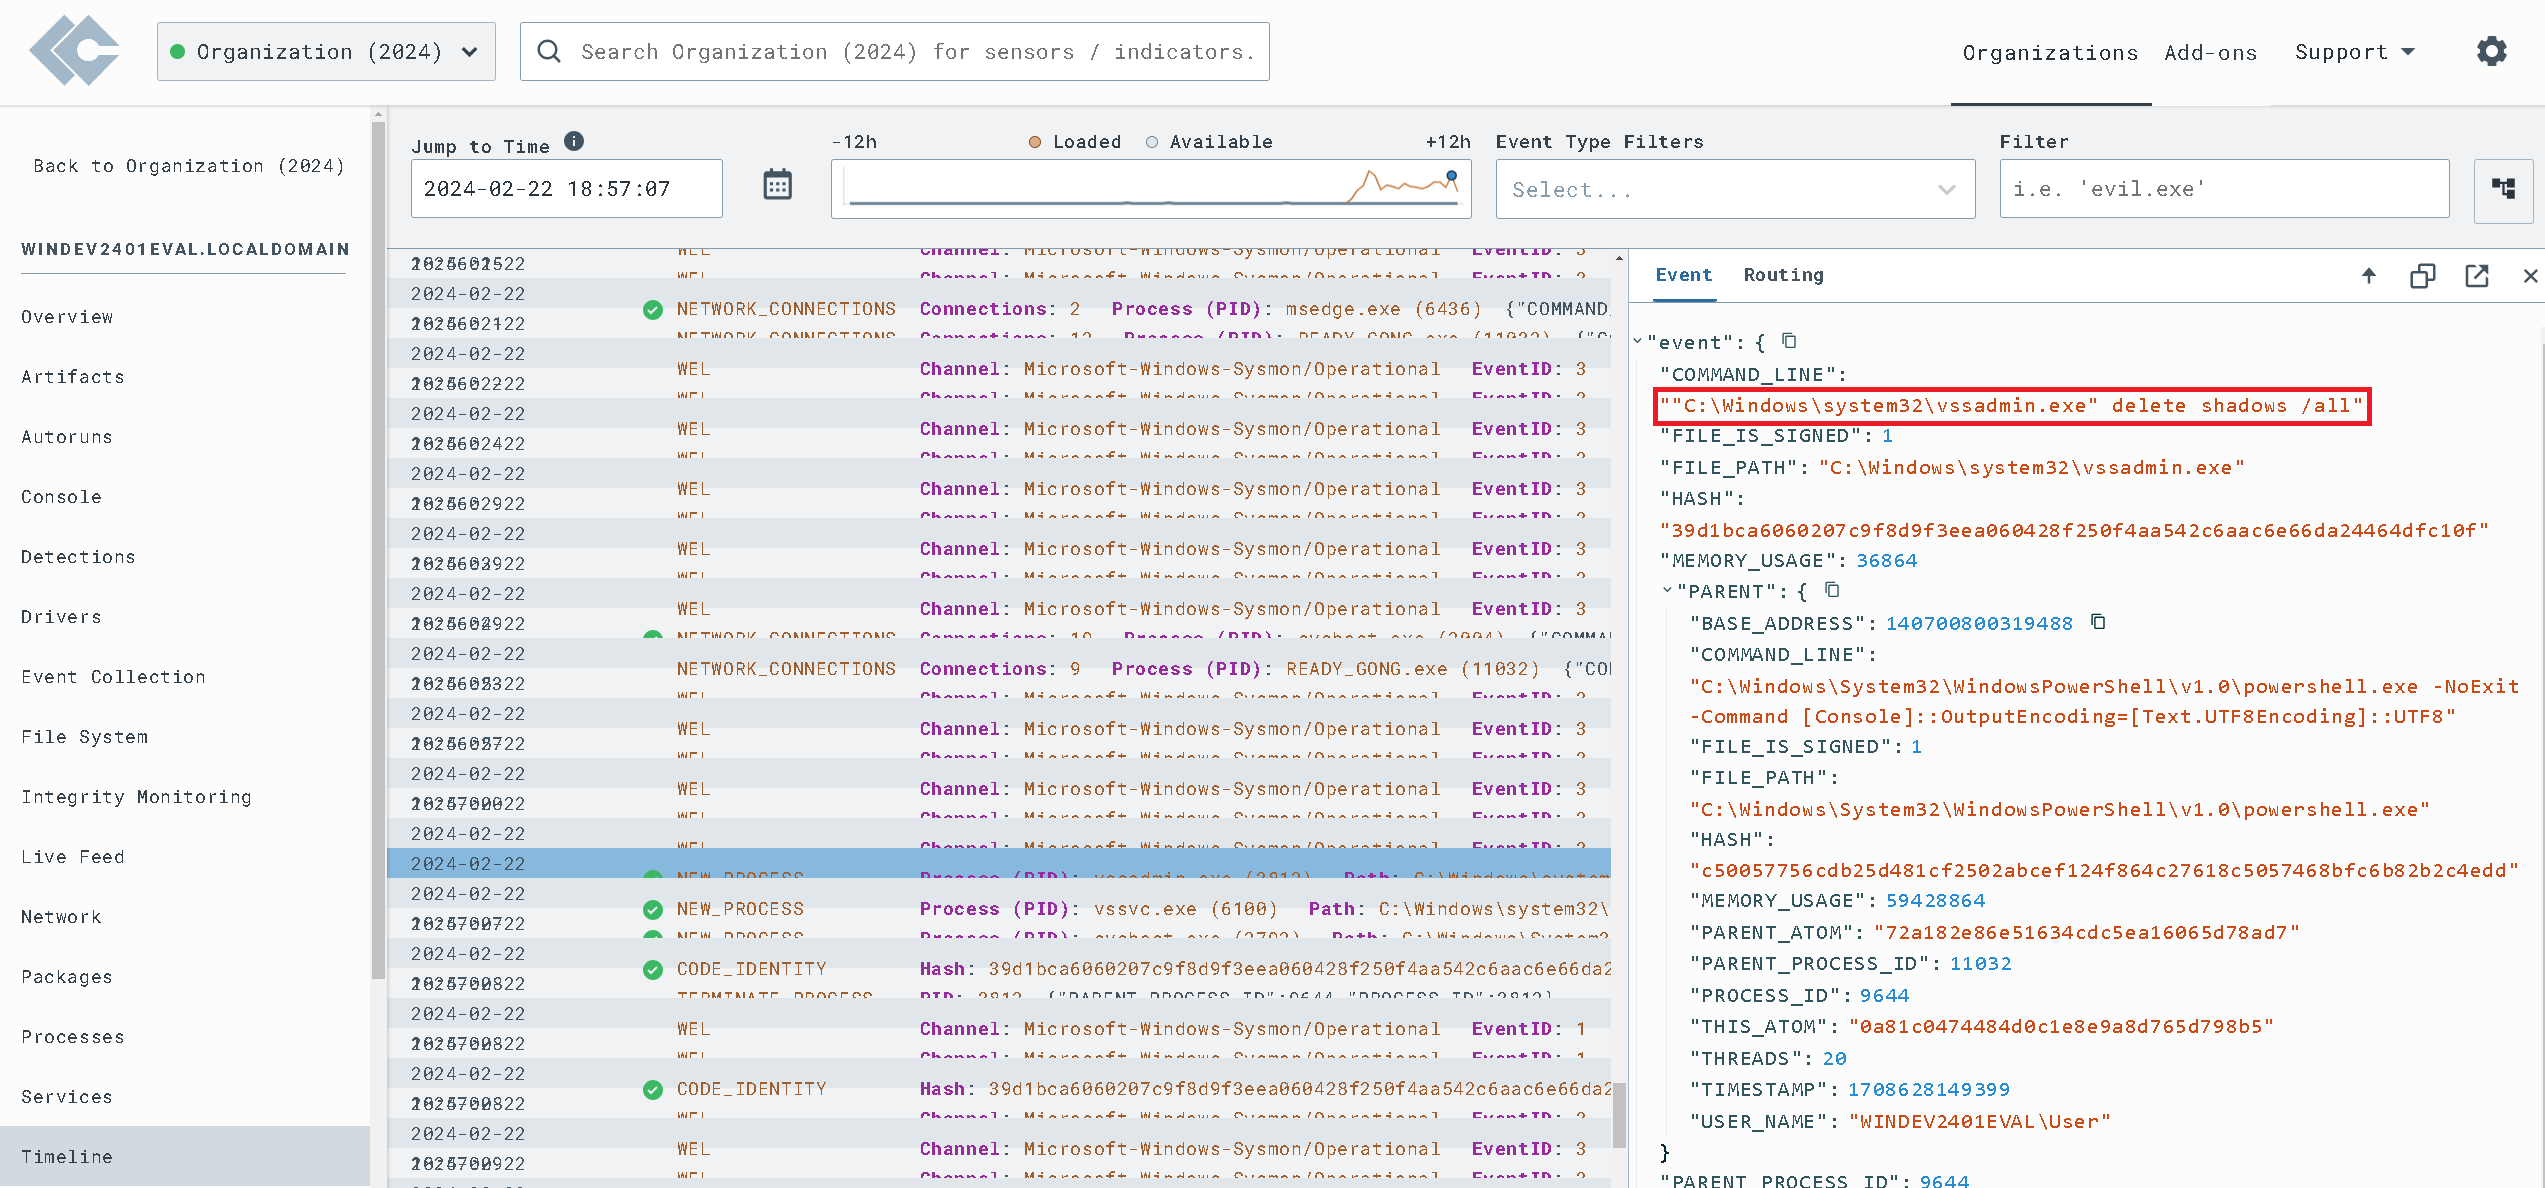 Organization (2024)
Search Organization (2024) for sensors / indicators.
Organizations
Add-ons
Support
Back to Organization (2024)
WINDEV2401EVAL.LOCALDOMAIN
Overview
Artifacts
Autoruns
Console
Detections
Drivers
Event Collection
File System
Integrity Monitoring
Live Feed
Network
Packages
Processes
Services
Timeline
Jump to Time
2024-02-22 18:57:07
-12h
Loaded
Available
+12h
Event Type Filters
Select...
Filter
i.e. 'evil.exe'
WEL Channel: Microsoft-Windows-Sysmon/Operational EventID: 3
2024-02-22
NETWORK_CONNECTIONS Connections: 2 Process (PID): msedge.exe (6436) {"COMMAND_
2024-02-22
WEL Channel: Microsoft-Windows-Sysmon/Operational EventID: 3
2024-02-22
WEL Channel: Microsoft-Windows-Sysmon/Operational EventID: 3
2024-02-22
WEL Channel: Microsoft-Windows-Sysmon/Operational EventID: 3
2024-02-22
WEL Channel: Microsoft-Windows-Sysmon/Operational EventID: 3
2024-02-22
WEL Channel: Microsoft-Windows-Sysmon/Operational EventID: 3
2024-02-22
NETWORK_CONNECTIONS Connections: 9 Process (PID): READY_GONG.exe (11032) {"CO
2024-02-22
WEL Channel: Microsoft-Windows-Sysmon/Operational EventID: 3
2024-02-22
WEL Channel: Microsoft-Windows-Sysmon/Operational EventID: 3
2024-02-22
2024-02-22
2024-02-22
NEW_PROCESS Process (PID): vssvc.exe (6100) Path: C:\Windows\system32\
2024-02-22
CODE_IDENTITY Hash: 39d1bca6060207c9f8d9f3eea060428f250f4aa542c6aac6e66da2
2024-02-22
WEL Channel: Microsoft-Windows-Sysmon/Operational EventID: 1
2024-02-22
CODE_IDENTITY Hash: 39d1bca6060207c9f8d9f3eea060428f250f4aa542c6aac6e66da2
2024-02-22
WEL Channel: Microsoft-Windows-Sysmon/Operational EventID: 3
Event
Routing
"event": {
"COMMAND_LINE":
""C:\Windows\system32\vssadmin.exe" delete shadows /all"
"FILE_IS_SIGNED": 1
"FILE_PATH": "C:\Windows\system32\vssadmin.exe"
"HASH":
"39d1bca6060207c9f8d9f3eea060428f250f4aa542c6aac6e66da24464dfc10f"
"MEMORY_USAGE": 36864
"PARENT": {
"BASE_ADDRESS": 140700800319488
"COMMAND_LINE":
"C:\Windows\System32\WindowsPowerShell\v1.0\powershell.exe -NoExit
-Command [Console]::OutputEncoding=[Text.UTF8Encoding]::UTF8"
"FILE_IS_SIGNED": 1
"FILE_PATH":
"C:\Windows\System32\WindowsPowerShell\v1.0\powershell.exe"
"HASH":
"c50057756cdb25d481cf2502abcef124f864c27618c5057468bfc6b82b2c4edd"
"MEMORY_USAGE": 59428864
"PARENT_ATOM": "72a182e86e51634cdc5ea16065d78ad7"
"PARENT_PROCESS_ID": 11032
"PROCESS_ID": 9644
"THIS_ATOM": "0a81c0474484d0c1e8e9a8d765d798b5"
"THREADS": 20
"TIMESTAMP": 1708628149399
"USER_NAME": "WINDEV2401EVAL\User"
}
"PARENT_PROCESS_ID": 9644